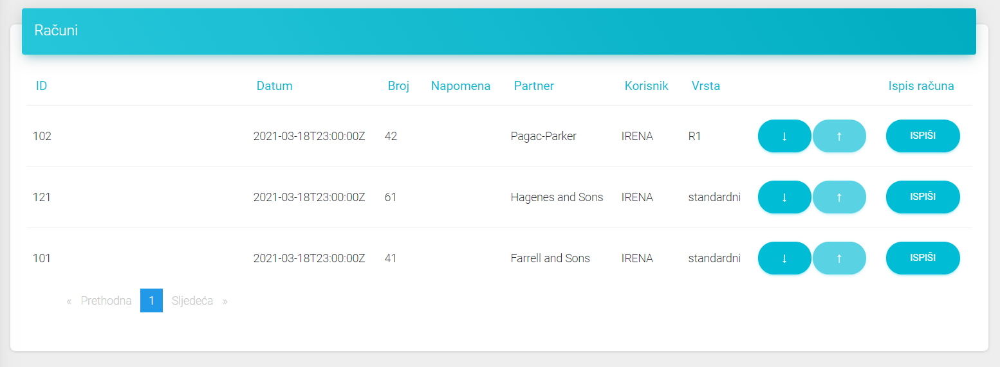 Računi
ID Datum Broj Napomena Partner Korisnik Vrsta Ispis računa
102 2021-03-18T23:00:00Z 42 Pagac-Parker IRENA R1 ↓ ↑ ISPIŠI
121 2021-03-18T23:00:00Z 61 Hagenes and Sons IRENA standardni ↓ ↑ ISPIŠI
101 2021-03-18T23:00:00Z 41 Farrell and Sons IRENA standardni ↓ ↑ ISPIŠI
« Prethodna 1 Sljedeća »